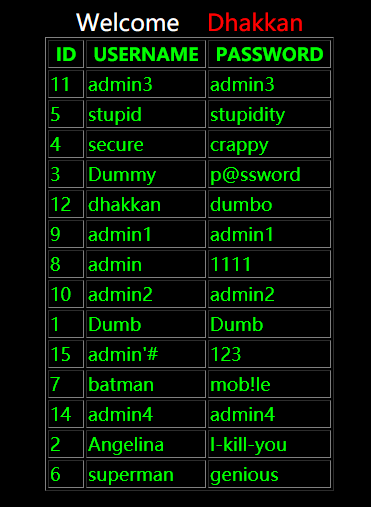 Welcome Dhakkan
ID USERNAME PASSWORD
11 admin3 admin3
5 stupid stupidity
4 secure crappy
3 Dummy p@ssword
12 dhakkan dumbo
9 admin1 admin1
8 admin 1111
10 admin2 admin2
1 Dumb Dumb
15 admin'# 123
7 batman mob!le
14 admin4 admin4
2 Angelina I-kill-you
6 superman genious